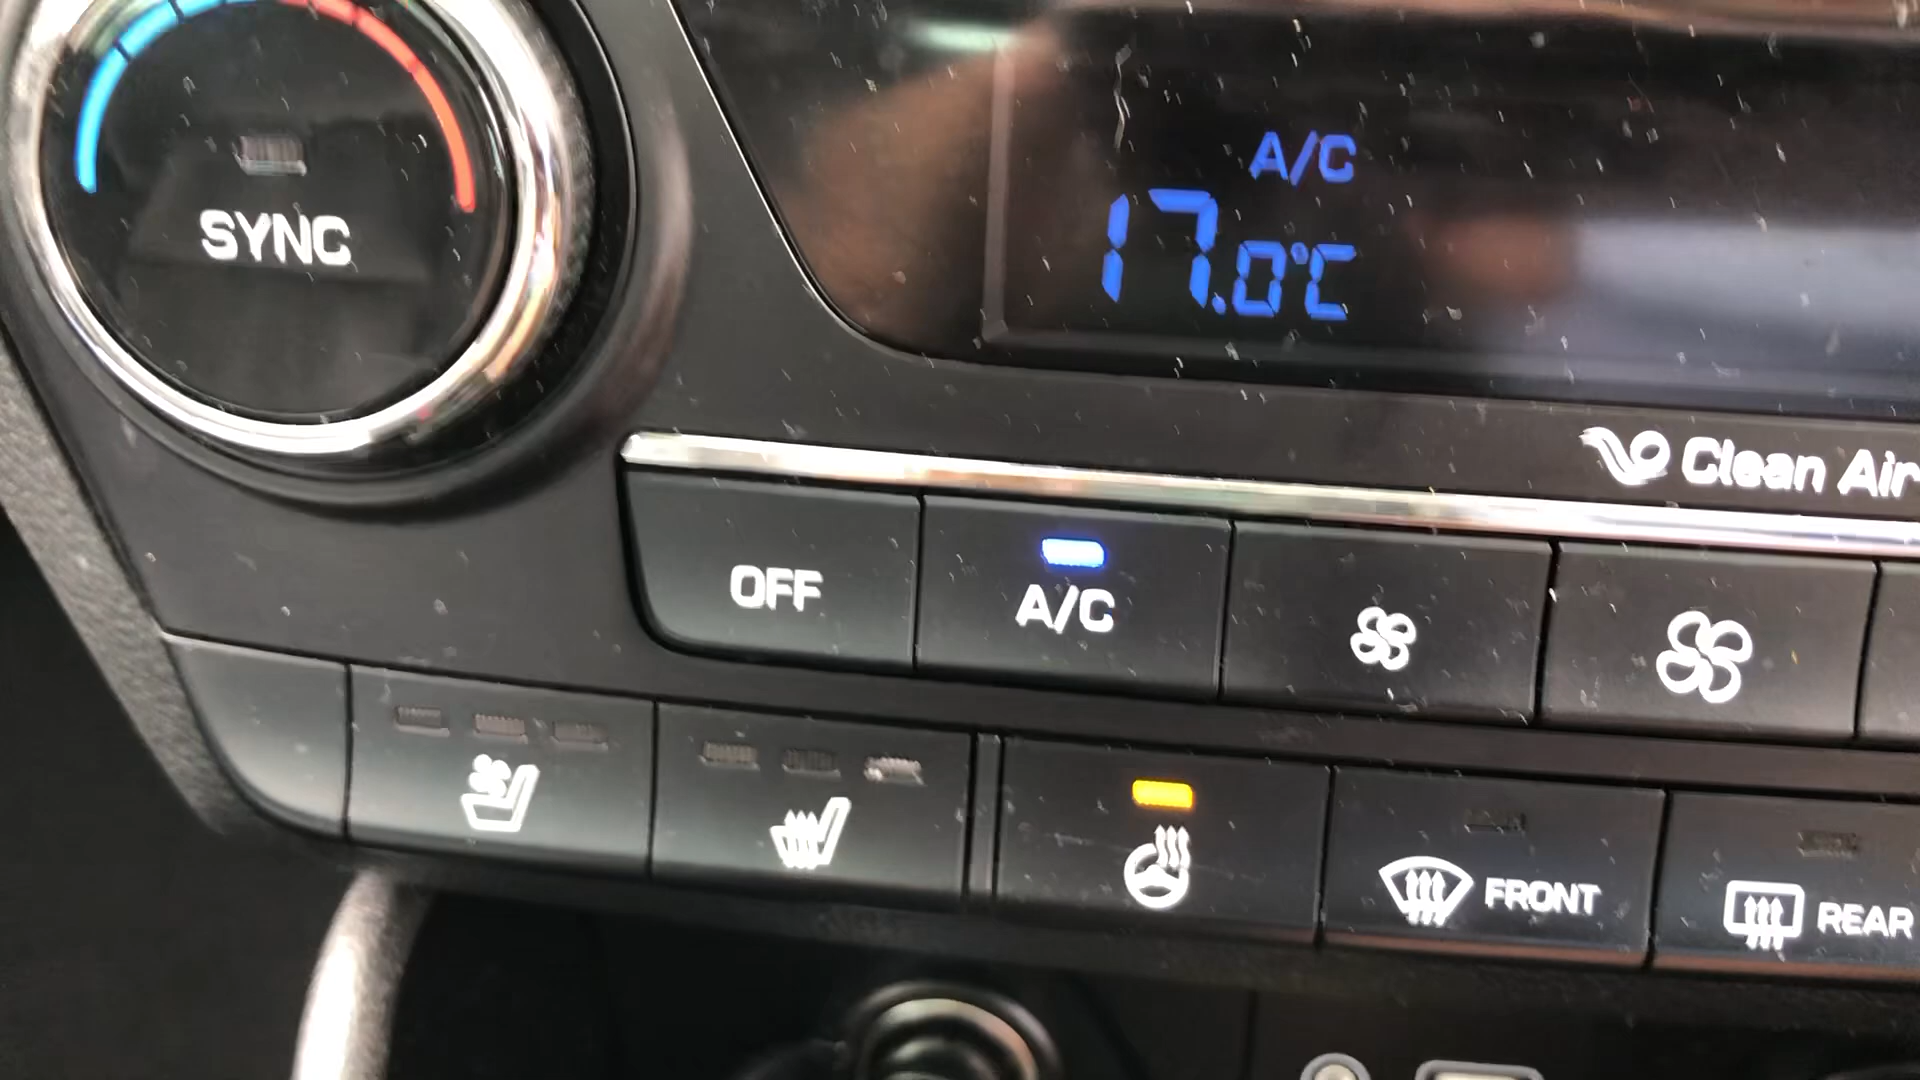 A/C
17.0°C
SYNC
Clean Air
OFF
A/C
FRONT
REAR